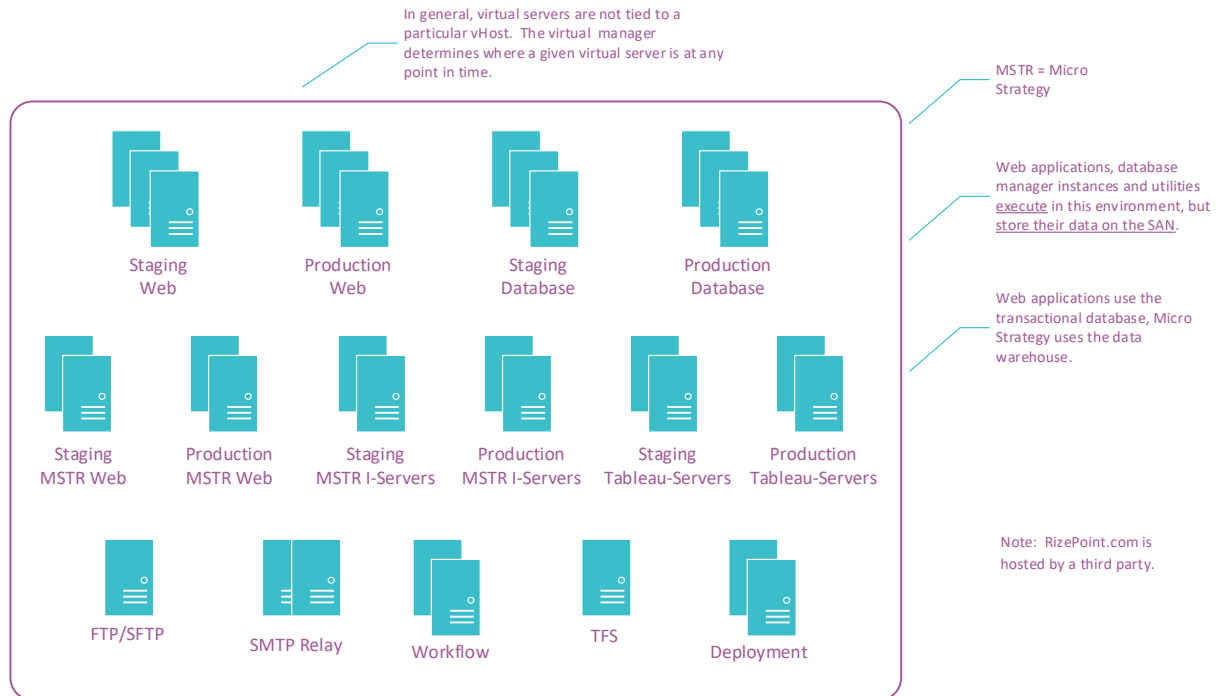 In general, virtual servers are not tied to a
particular vHost.  The virtual  manager
determines where a given virtual server is at any
point in time.
MSTR = Micro
Strategy
Web applications, database
manager instances and utilities
execute in this environment, but
store their data on the SAN.
Web applications use the
transactional database, Micro
Strategy uses the data
warehouse.
Staging
Web
Production
Web
Staging
Database
Production
Database
Staging
MSTR Web
Production
MSTR Web
Staging
MSTR I-Servers
Production
MSTR I-Servers
Staging
Tableau-Servers
Production
Tableau-Servers
FTP/SFTP
SMTP Relay
Workflow
TFS
Deployment
Note:  RizePoint.com is
hosted by a third party.